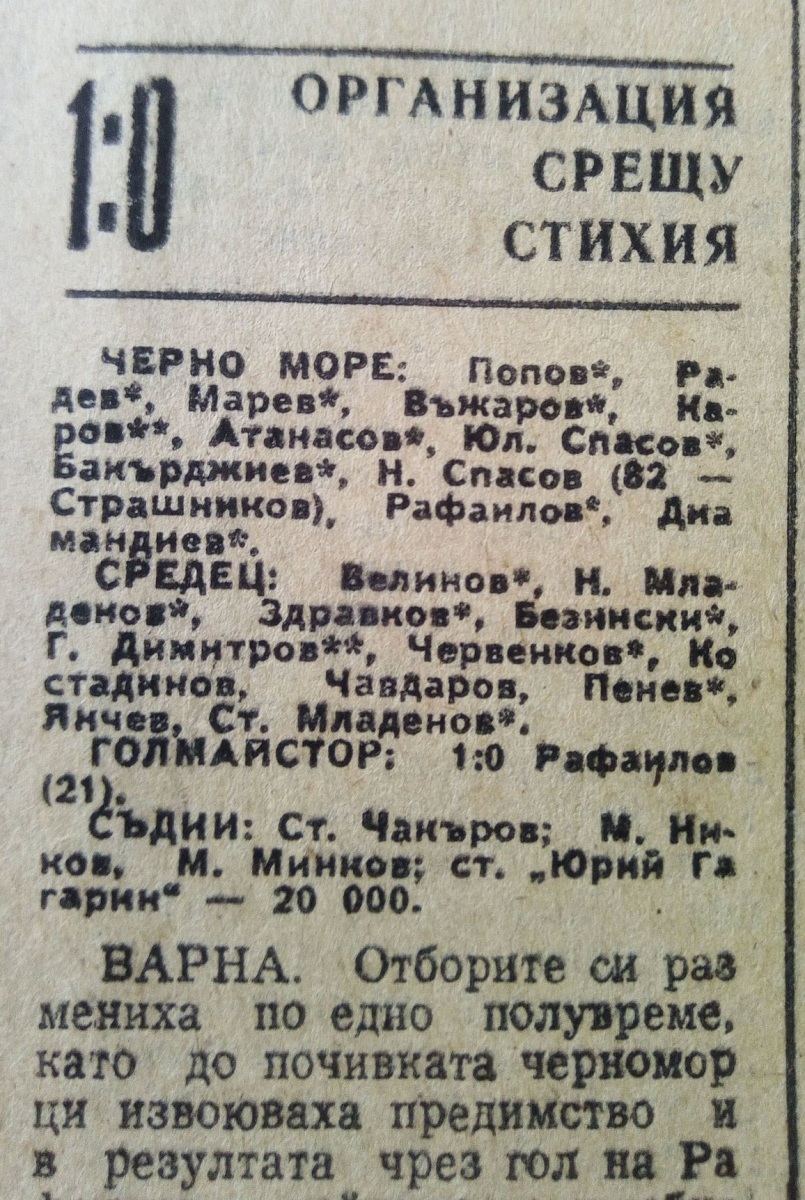 1:0
ОРГАНИЗАЦИЯ
СРЕЩУ
СТИХИЯ
ЧЕРНО МОРЕ: Попов*, Ра-
дев*, Марев*, Въжаров*, Ка-
ров**, Атанасов*, Юл. Спасов*,
Бакърджиев*, Н. Спасов (82 —
Страшников), Рафаилов*, Диа
мандиев*.
СРЕДЕЦ: Велинов*, Н. Мла-
денов*, Здравков*, Безински*,
Г. Димитров**, Червенков*, Ко
стадинов, Чавдаров, Пенев*,
Янчев, Ст. Младенов*.
ГОЛМАЙСТОР: 1:0 Рафаилов
(21).
СЪДИИ: Ст. Чакъров; М. Ни-
ков, М. Минков; ст. „Юрий Га
гарин“ — 20 000.
ВАРНА. Отборите си раз
мениха по едно полувреме,
като до почивката черномор
ци извоюваха предимство и
в резултата чрез гол на Ра